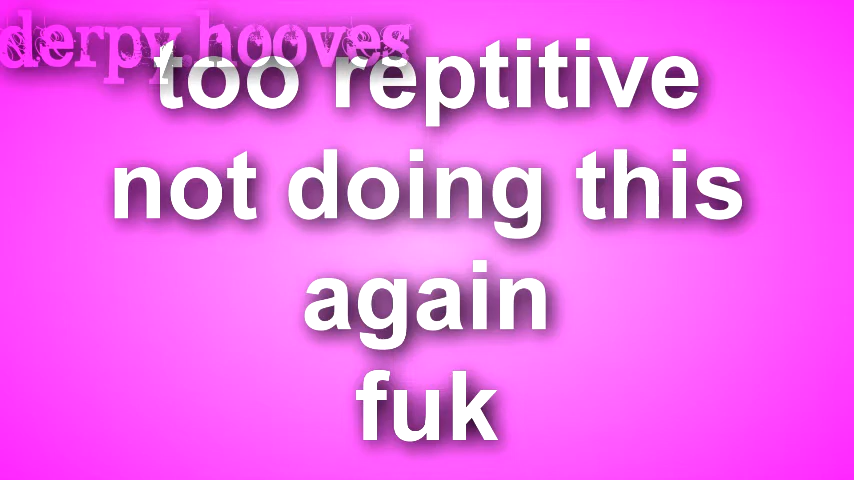 derpy.hooves
too reptitive
not doing this
again
fuk